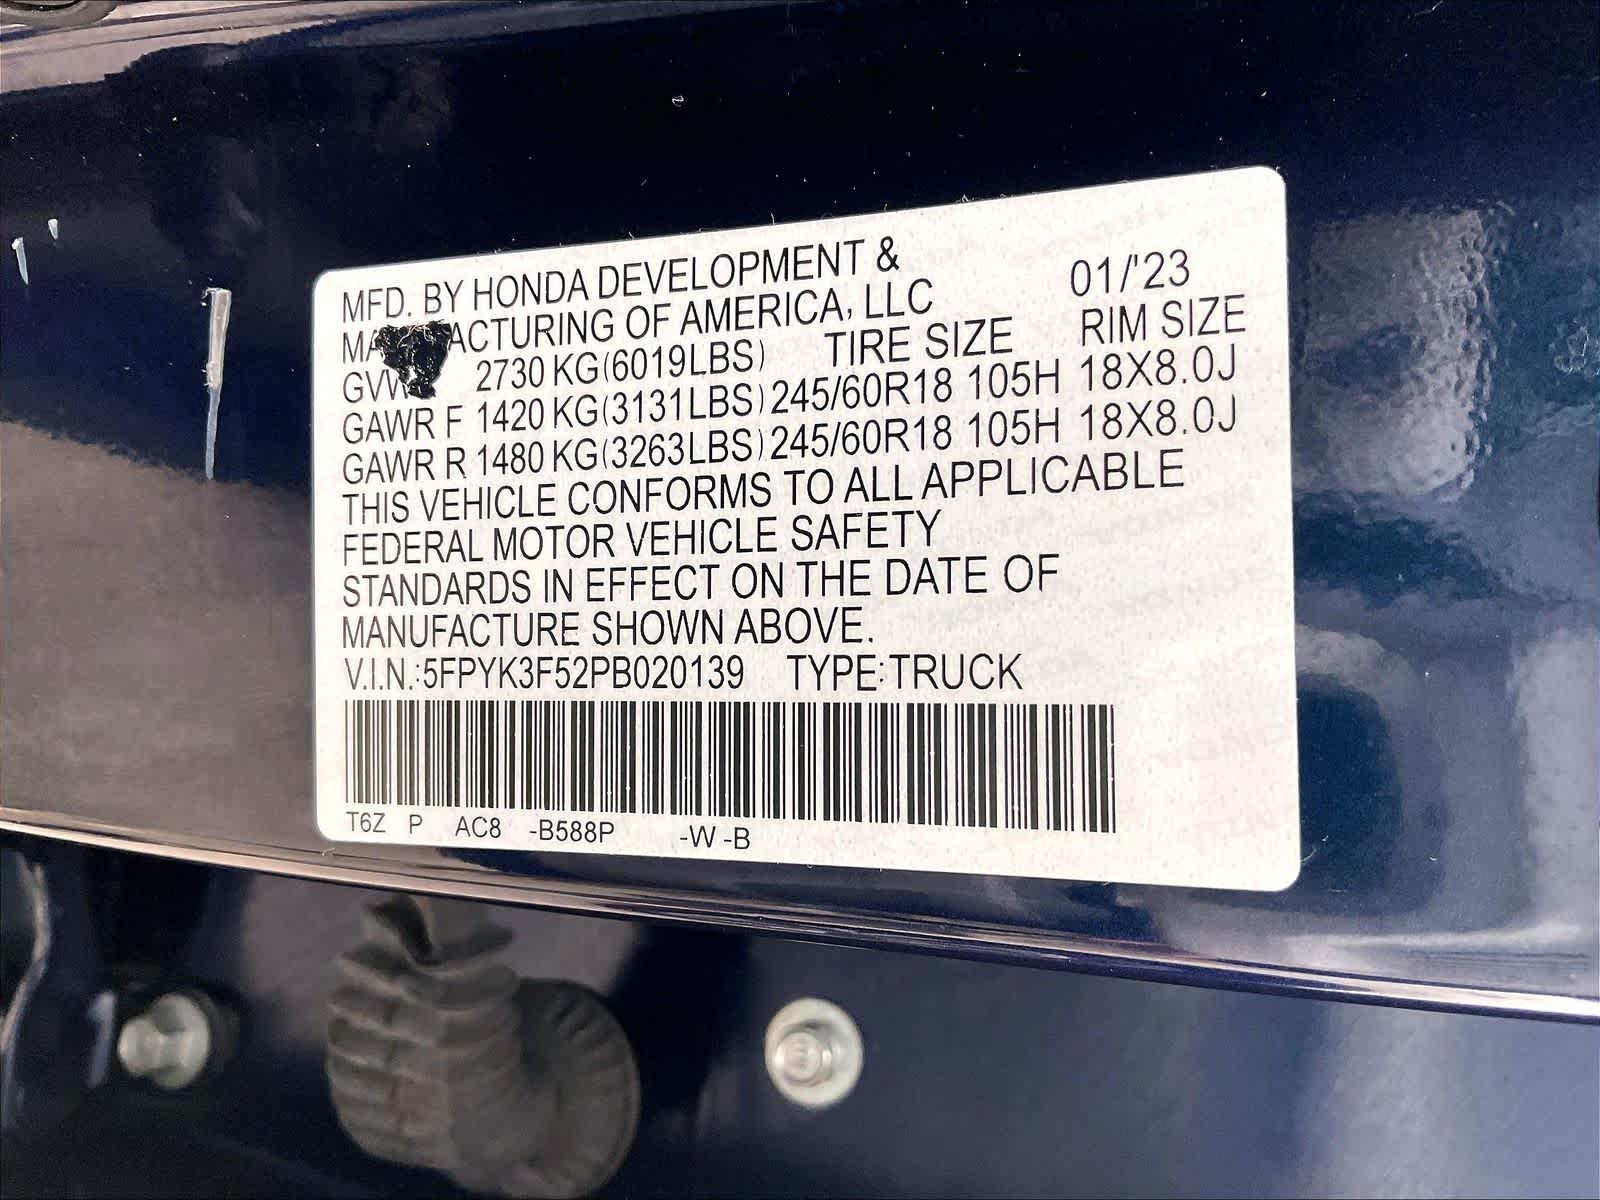 MFD. BY HONDA DEVELOPMENT & 01/'23
ACTURING OF AMERICA, LLC
2730 KG(6019LBS) TIRE SIZE RIM SIZE
GAWR F 1420 KG(3131LBS) 245/60R18 105H 18X8.0J
GAWR R 1480 KG(3263LBS) 245/60R18 105H 18X8.0J
THIS VEHICLE CONFORMS TO ALL APPLICABLE
FEDERAL MOTOR VEHICLE SAFETY
STANDARDS IN EFFECT ON THE DATE OF
MANUFACTURE SHOWN ABOVE.
V.I.N.:5FPYK3F52PB020139 TYPE:TRUCK
T6Z P AC8 -B588P -W -B